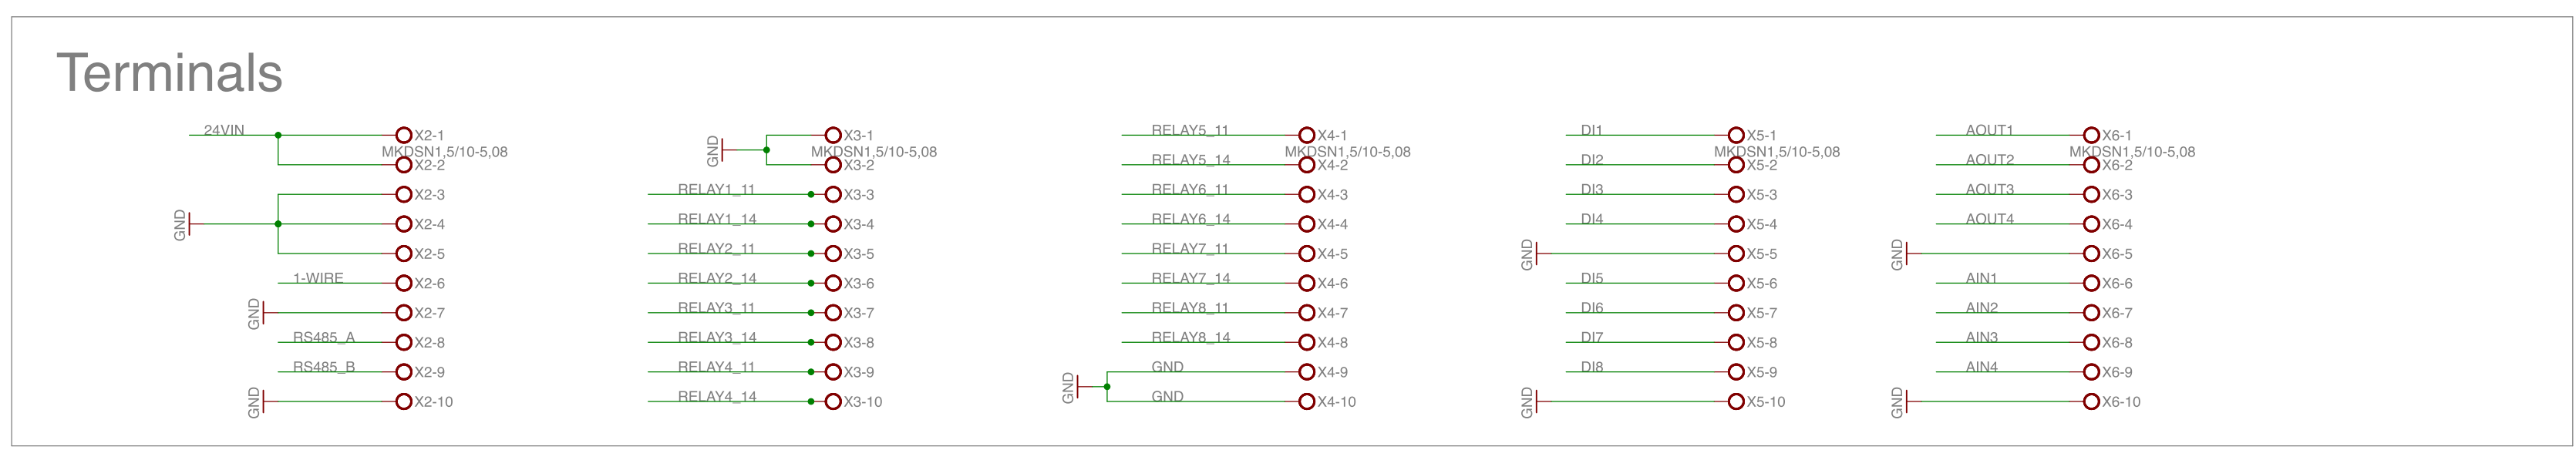 Terminals
24VIN
X2-1
MKDSN1,5/10-5,08
X2-2
X2-3
GND
X2-4
X2-5
1-WIRE
X2-6
GND
X2-7
RS485_A
X2-8
RS485_B
X2-9
GND
X2-10
GND
X3-1
MKDSN1,5/10-5,08
X3-2
RELAY1_11
X3-3
RELAY1_14
X3-4
RELAY2_11
X3-5
RELAY2_14
X3-6
RELAY3_11
X3-7
RELAY3_14
X3-8
RELAY4_11
X3-9
RELAY4_14
X3-10
RELAY5_11
X4-1
MKDSN1,5/10-5,08
RELAY5_14
X4-2
RELAY6_11
X4-3
RELAY6_14
X4-4
RELAY7_11
X4-5
RELAY7_14
X4-6
RELAY8_11
X4-7
RELAY8_14
X4-8
GND
GND
X4-9
GND
X4-10
DI1
X5-1
MKDSN1,5/10-5,08
DI2
X5-2
DI3
X5-3
DI4
X5-4
GND
X5-5
DI5
X5-6
DI6
X5-7
DI7
X5-8
DI8
X5-9
GND
X5-10
AOUT1
X6-1
MKDSN1,5/10-5,08
AOUT2
X6-2
AOUT3
X6-3
AOUT4
X6-4
GND
X6-5
AIN1
X6-6
AIN2
X6-7
AIN3
X6-8
AIN4
X6-9
GND
X6-10